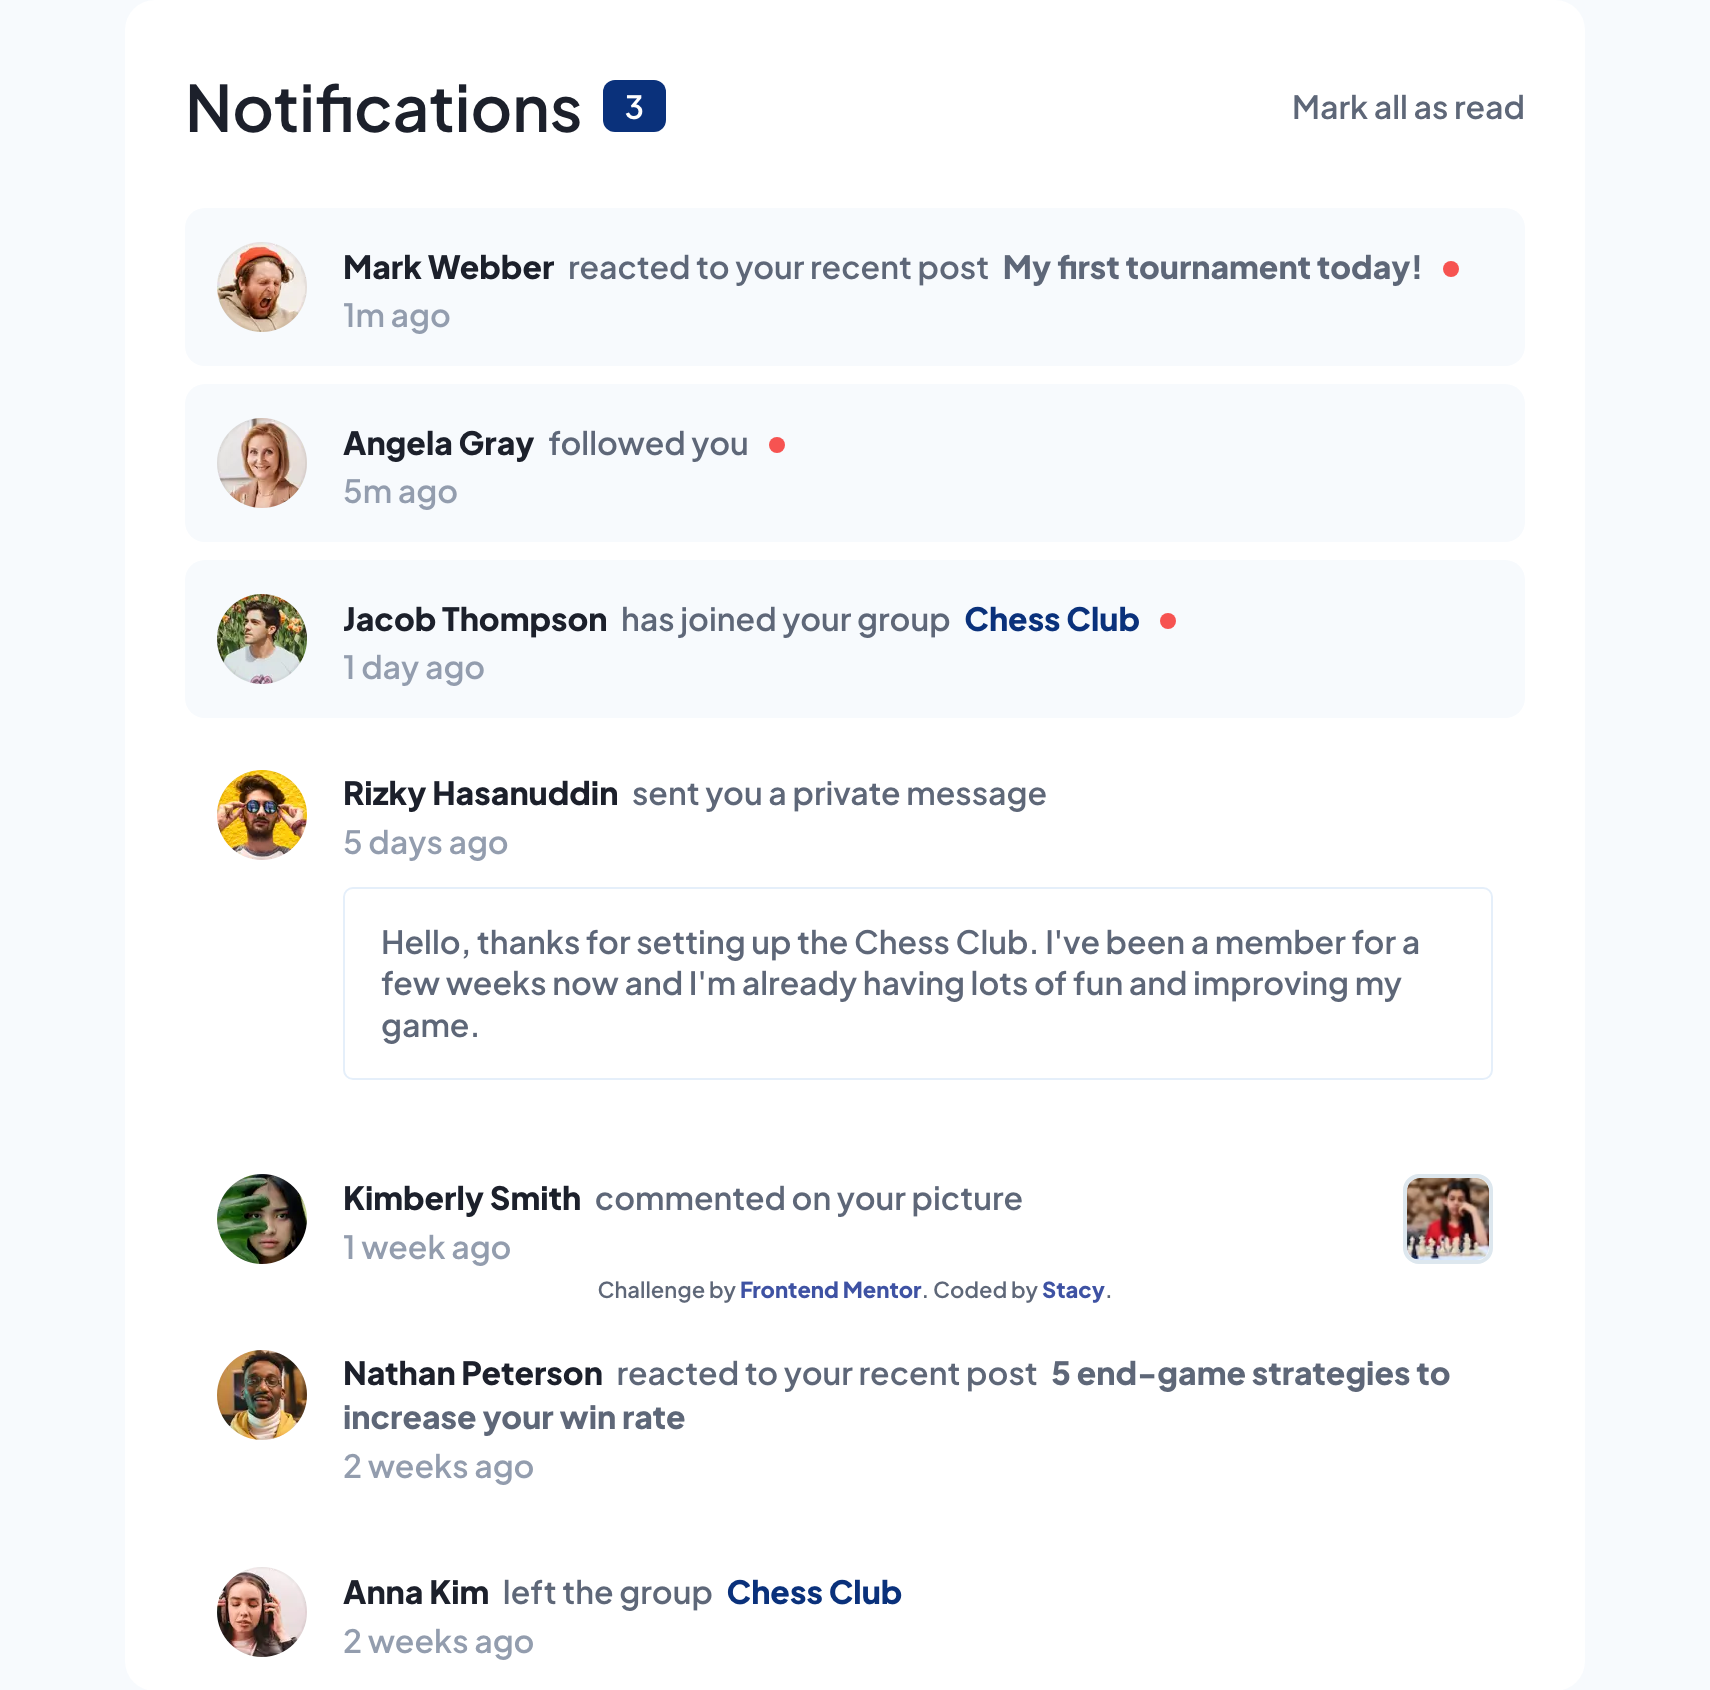 Notifications 3
Mark all as read
Mark Webber reacted to your recent post My first tournament today!
1m ago
Angela Gray followed you
5m ago
Jacob Thompson has joined your group Chess Club
1 day ago
Rizky Hasanuddin sent you a private message
5 days ago
Hello, thanks for setting up the Chess Club. I've been a member for a
few weeks now and I'm already having lots of fun and improving my
game.
Kimberly Smith commented on your picture
1 week ago
Challenge by Frontend Mentor. Coded by Stacy.
Nathan Peterson reacted to your recent post 5 end-game strategies to
increase your win rate
2 weeks ago
Anna Kim left the group Chess Club
2 weeks ago